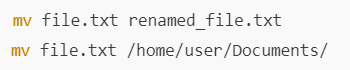 mv file.txt renamed_file.txt
mv file.txt /home/user/Documents/